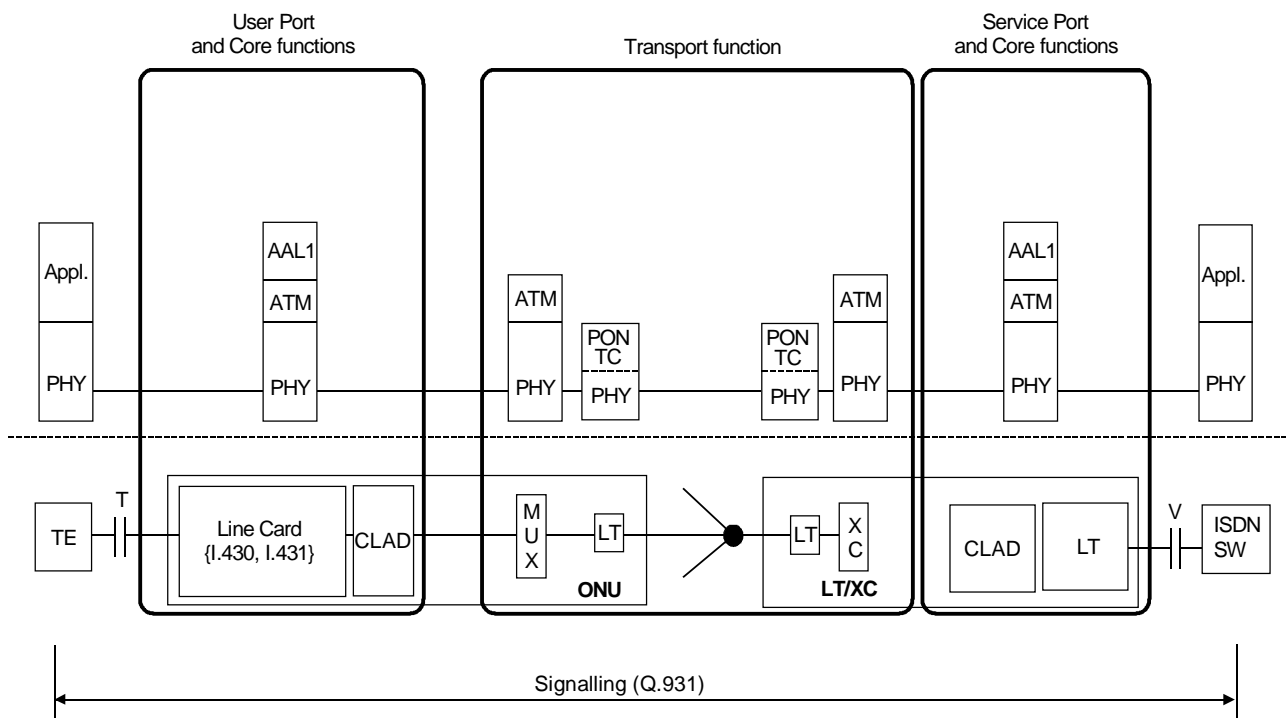 User Port
and Core functions
Transport function
Service Port
and Core functions
Appl.
PHY
AAL1
ATM
PHY
ATM
PHY
PON
TC
PHY
PON
TC
PHY
ATM
PHY
AAL1
ATM
PHY
Appl.
PHY
TE
T
Line Card
{I.430, I.431}
CLAD
M
U
X
LT
ONU
LT
X
C
LT/XC
CLAD
LT
V
ISDN
SW
Signalling (Q.931)